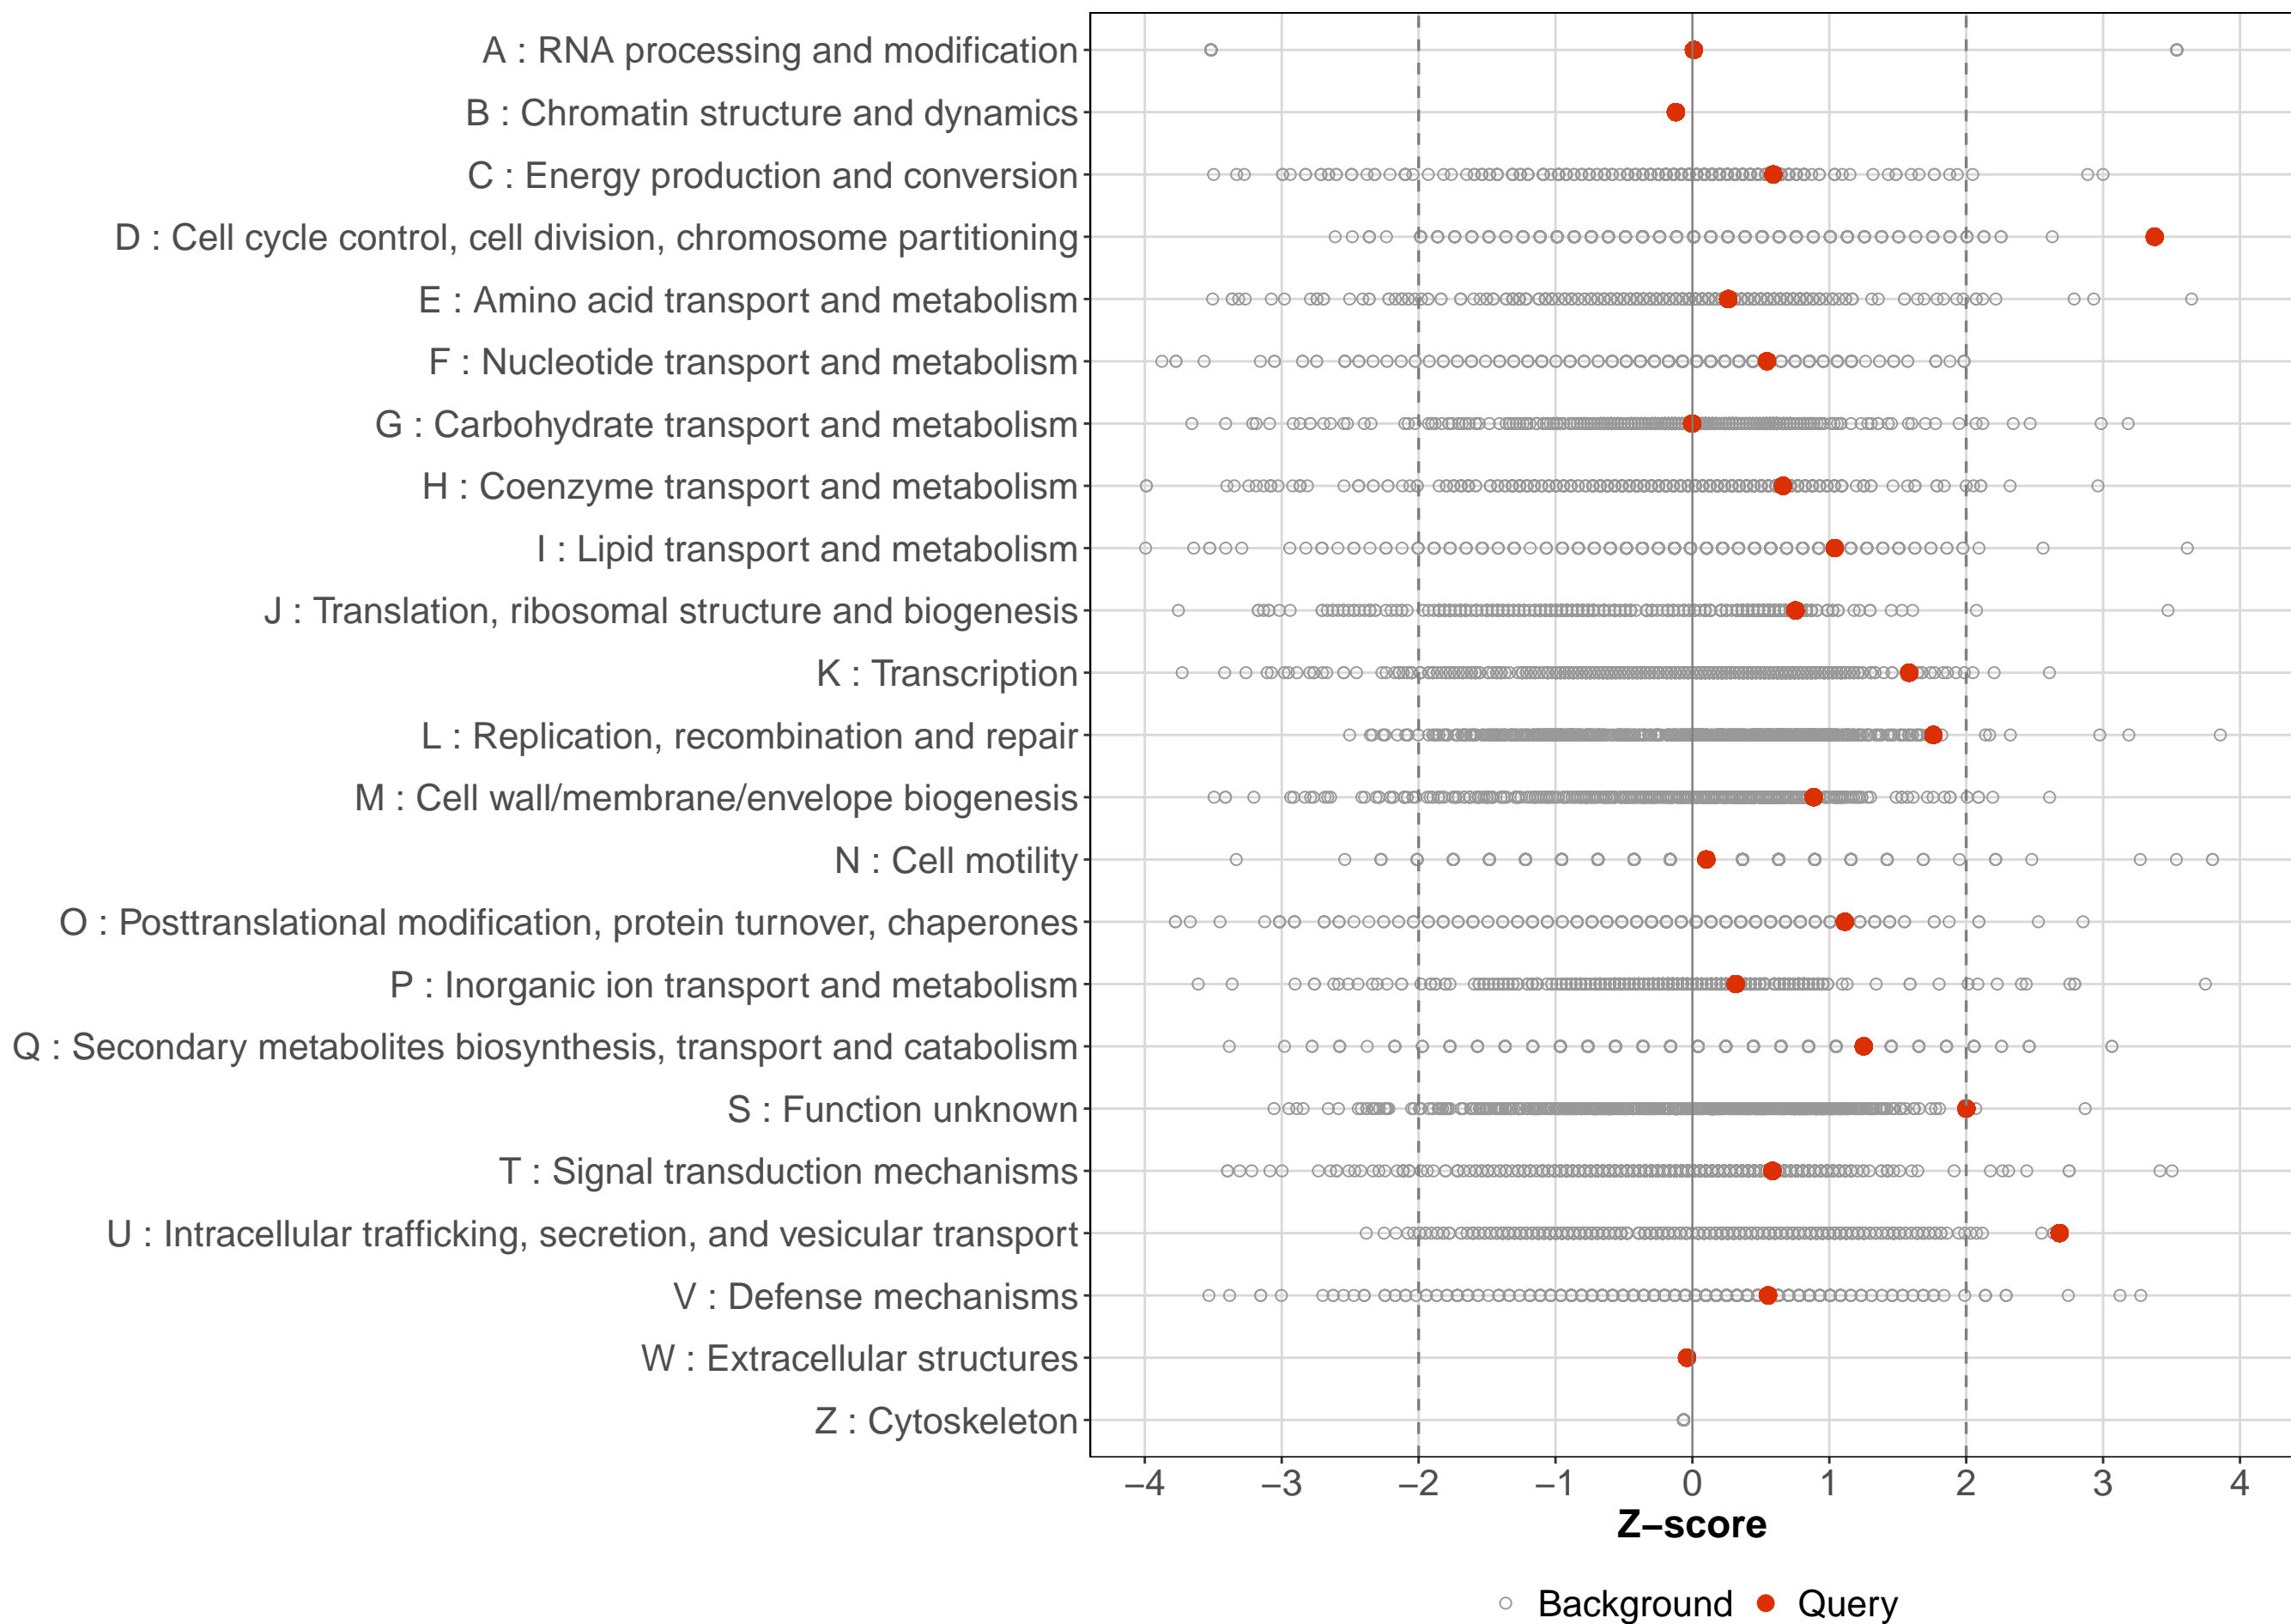 A : RNA processing and modification
B : Chromatin structure and dynamics
C : Energy production and conversion
D : Cell cycle control, cell division, chromosome partitioning
E : Amino acid transport and metabolism
F : Nucleotide transport and metabolism
G : Carbohydrate transport and metabolism
H : Coenzyme transport and metabolism
I : Lipid transport and metabolism
J : Translation, ribosomal structure and biogenesis
K : Transcription
L : Replication, recombination and repair
M : Cell wall/membrane/envelope biogenesis
N : Cell motility
O : Posttranslational modification, protein turnover, chaperones
P : Inorganic ion transport and metabolism
Q : Secondary metabolites biosynthesis, transport and catabolism
S : Function unknown
T : Signal transduction mechanisms
U : Intracellular trafficking, secretion, and vesicular transport
V : Defense mechanisms
W : Extracellular structures
Z : Cytoskeleton
−4 −3 −2 −1 0 1 2 3 4
Z−score
Background Query